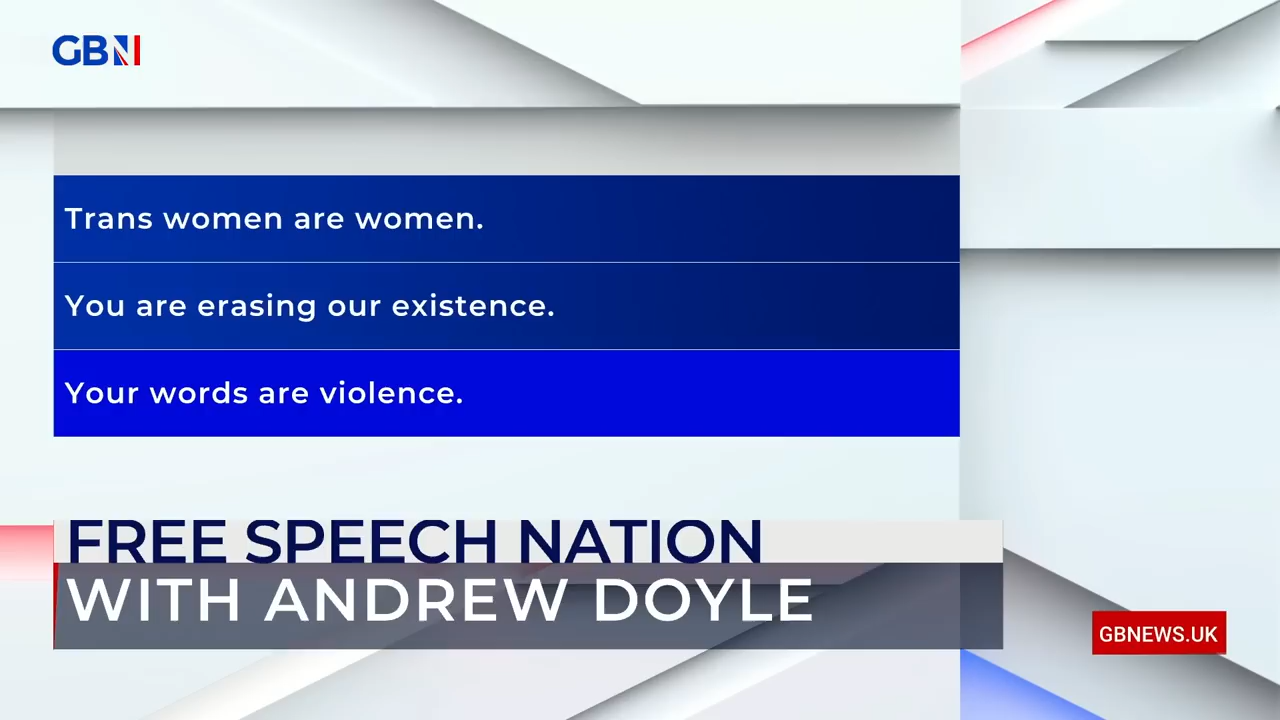 GBN
Trans women are women.
You are erasing our existence.
Your words are violence.
FREE SPEECH NATION
WITH ANDREW DOYLE
GBNEWS.UK